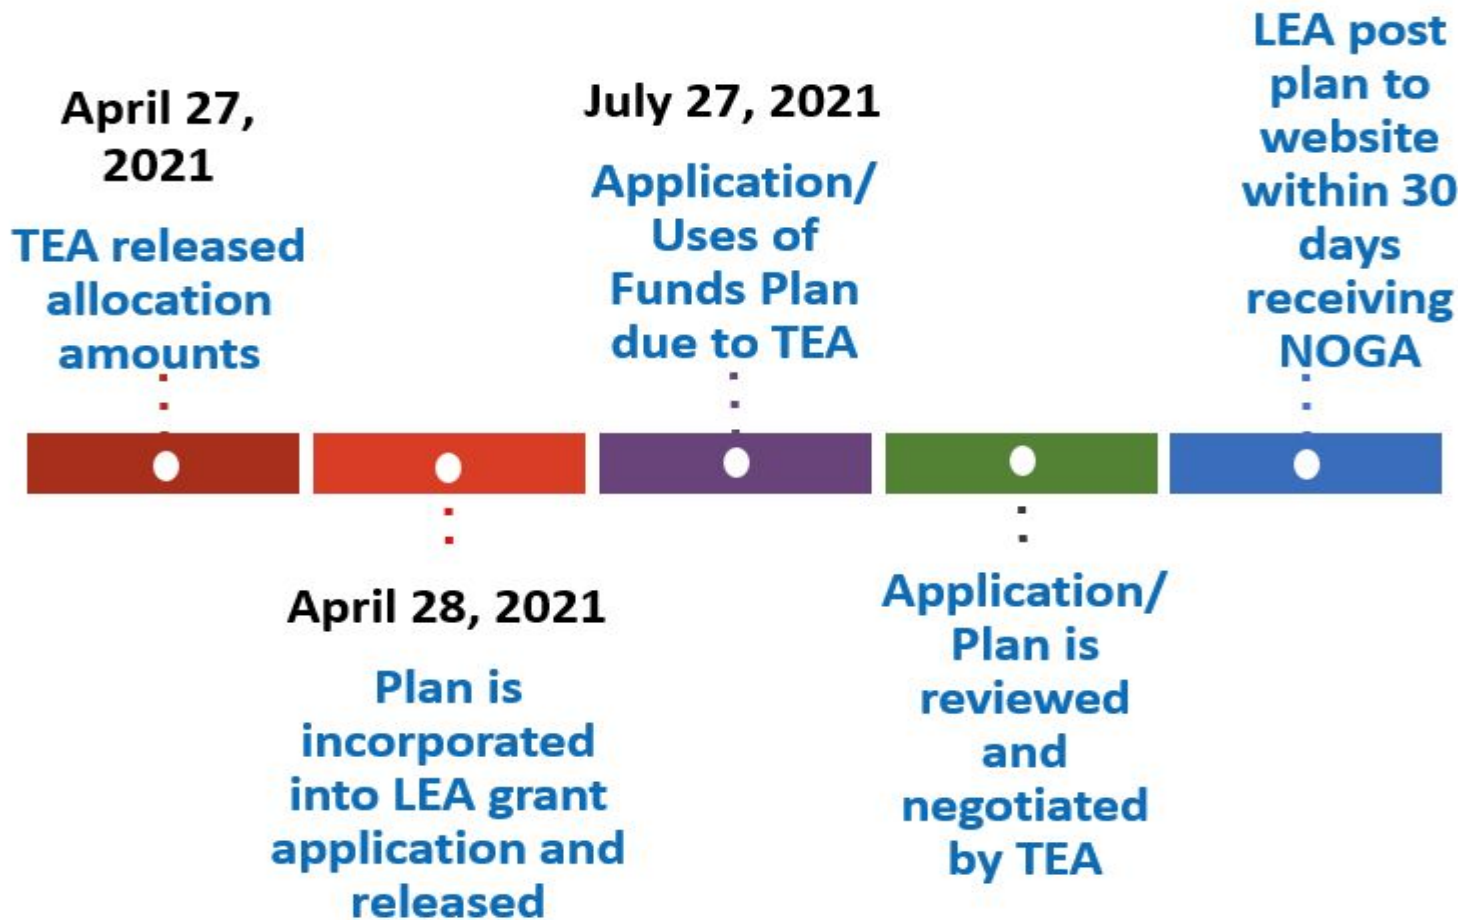 April 27,
2021
TEA released
allocation
amounts
April 28, 2021
Plan is
incorporated
into LEA grant
application and
released
July 27, 2021
Application/
Uses of
Funds Plan
due to TEA
Application/
Plan is
reviewed
and
negotiated
by TEA
LEA post
plan to
website
within 30
days
receiving
NOGA